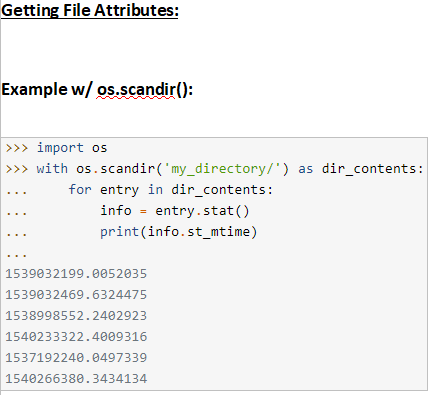 Getting File Attributes:
Example w/ os.scandir():
>>> import os
>>> with os.scandir('my_directory/') as dir_contents:
...     for entry in dir_contents:
...         info = entry.stat()
...         print(info.st_mtime)
...
1539032199.0052035
1539032469.6324475
1538998552.2402923
1540233322.4009316
1537192240.0497339
1540266380.3434134